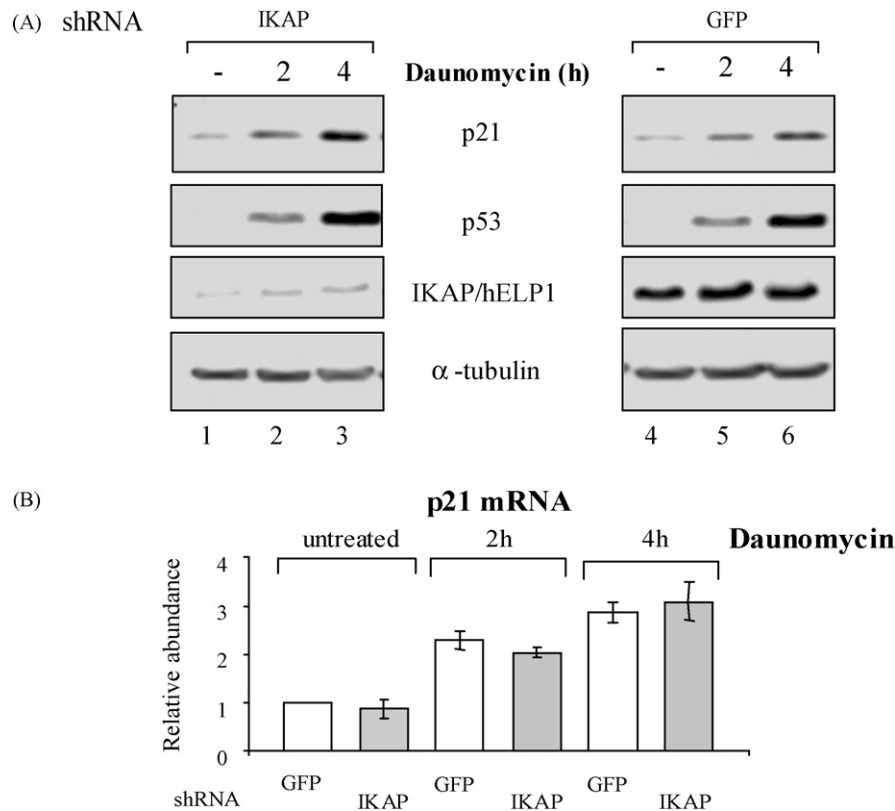 (A) shRNA IKAP GFP
- 2 4 Daunomycin (h) - 2 4
p21
p53
IKAP/hELP1
α-tubulin
1 2 3 4 5 6
(B)
p21 mRNA
untreated 2h 4h Daunomycin
Relative abundance
4
3
2
1
0
shRNA GFP IKAP GFP IKAP GFP IKAP